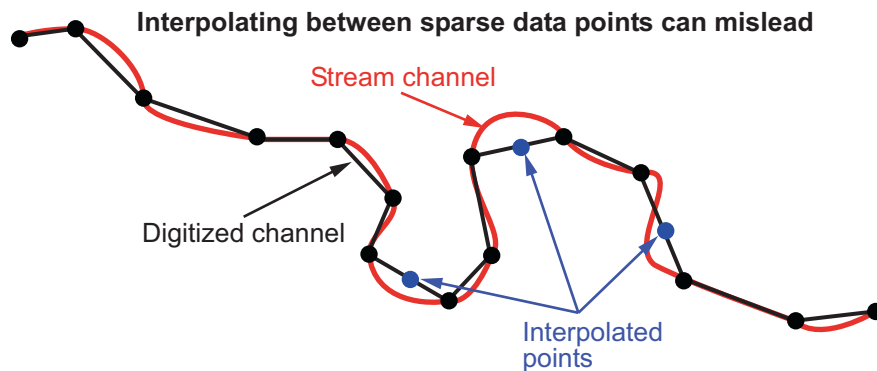 Interpolating between sparse data points can mislead
Stream channel
Digitized channel
Interpolated
points